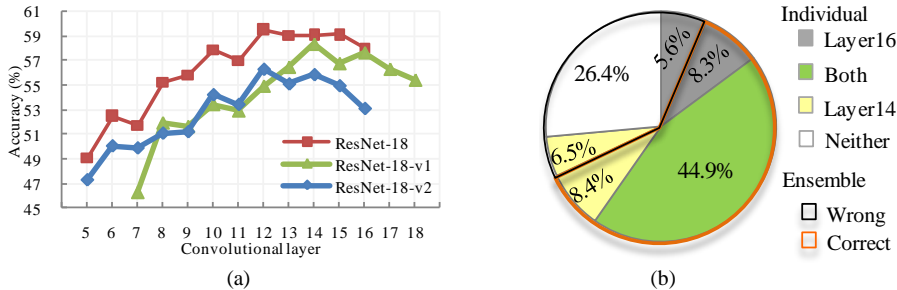 (a)
Accuracy (%)
61
59
57
55
53
51
49
47
45
5 6 7 8 9 10 11 12 13 14 15 16 17 18
Convolutional layer
ResNet-18
ResNet-18-v1
ResNet-18-v2
(a)
5.6%
8.3%
26.4%
6.5%
8.4%
44.9%
(b)
Individual
Layer16
Both
Layer14
Neither
Ensemble
Wrong
Correct